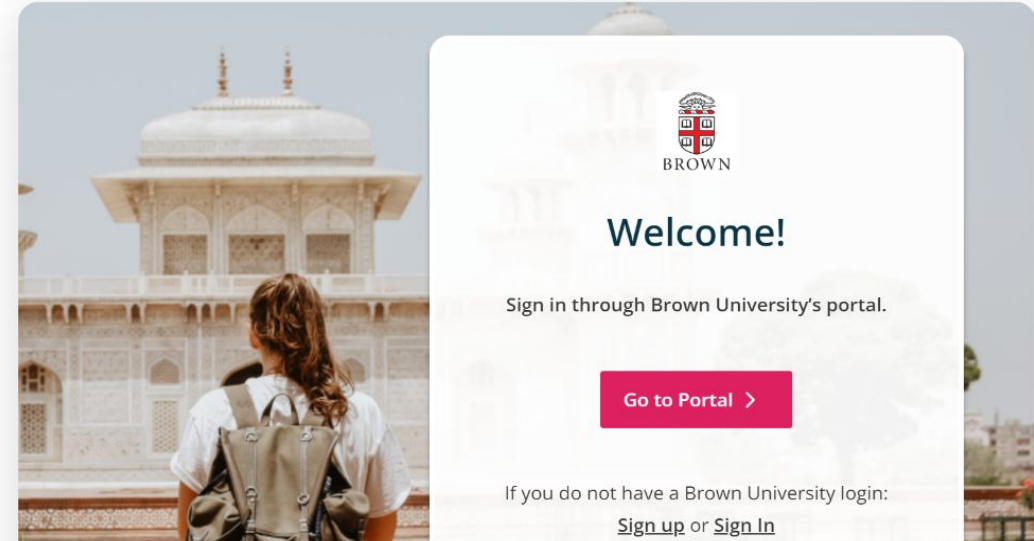 BROWN
Welcome!
Sign in through Brown University's portal.
Go to Portal
If you do not have a Brown University login:
Sign up or Sign In